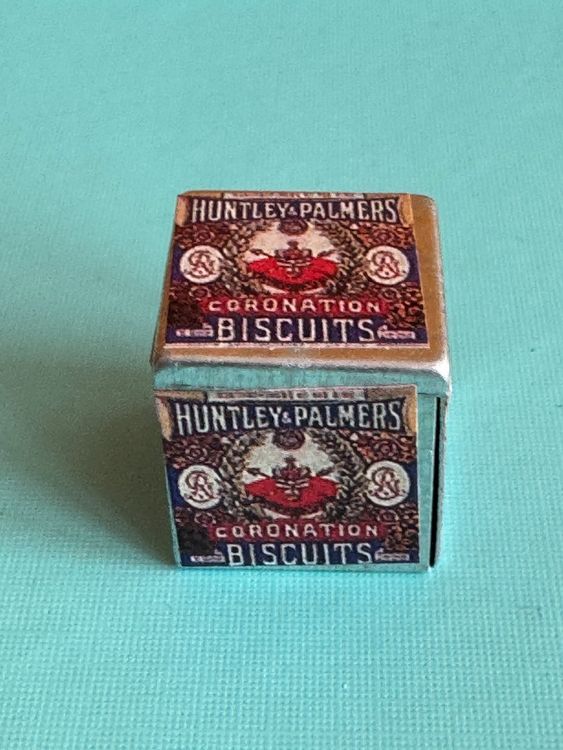 HUNTLEY & PALMERS
CORONATION
BISCUITS
HUNTLEY & PALMERS
CORONATION
BISCUITS